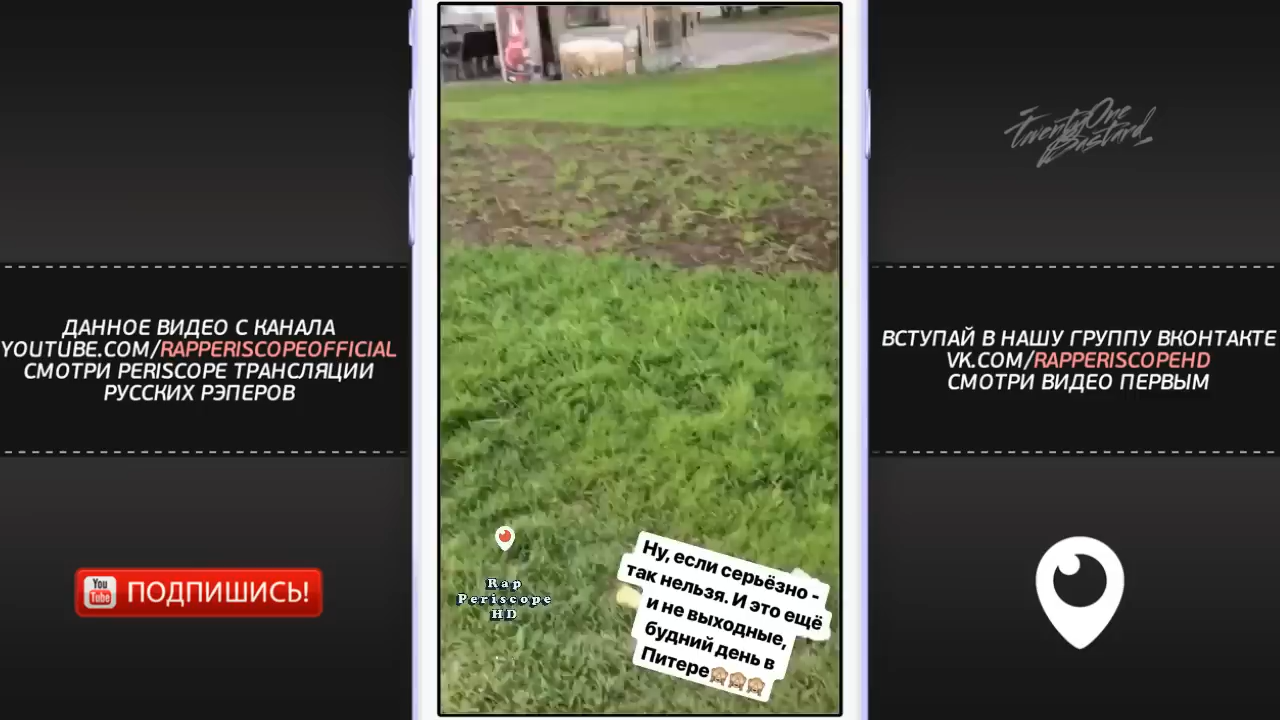 ДАННОЕ ВИДЕО С КАНАЛА
YOUTUBE.COM/RAPPERISCOPEOFFICIAL
СМОТРИ PERISCOPE ТРАНСЛЯЦИИ
РУССКИХ РЭПЕРОВ
You
Tube
ПОДПИШИСЬ!
Rap
Periscope
HD
Ну, если серьёзно -
так нельзя. И это ещё
и не выходные,
будний день в
Питере🙈🙈🙈
TwentyOne
Bastard
ВСТУПАЙ В НАШУ ГРУППУ ВКОНТАКТЕ
VK.COM/RAPPERISCOPEHD
СМОТРИ ВИДЕО ПЕРВЫМ